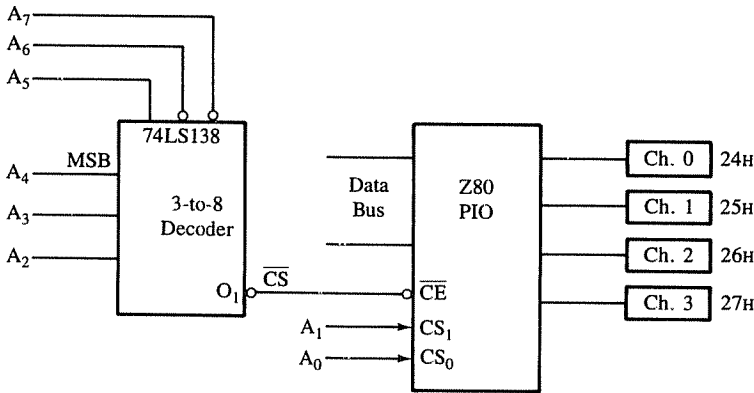 A7
A6
A5
74LS138
MSB
A4
A3
A2
3-to-8
Decoder
O1
CS
Data
Bus
Z80
PIO
CE
A1
CS1
A0
CS0
Ch. 0 24H
Ch. 1 25H
Ch. 2 26H
Ch. 3 27H